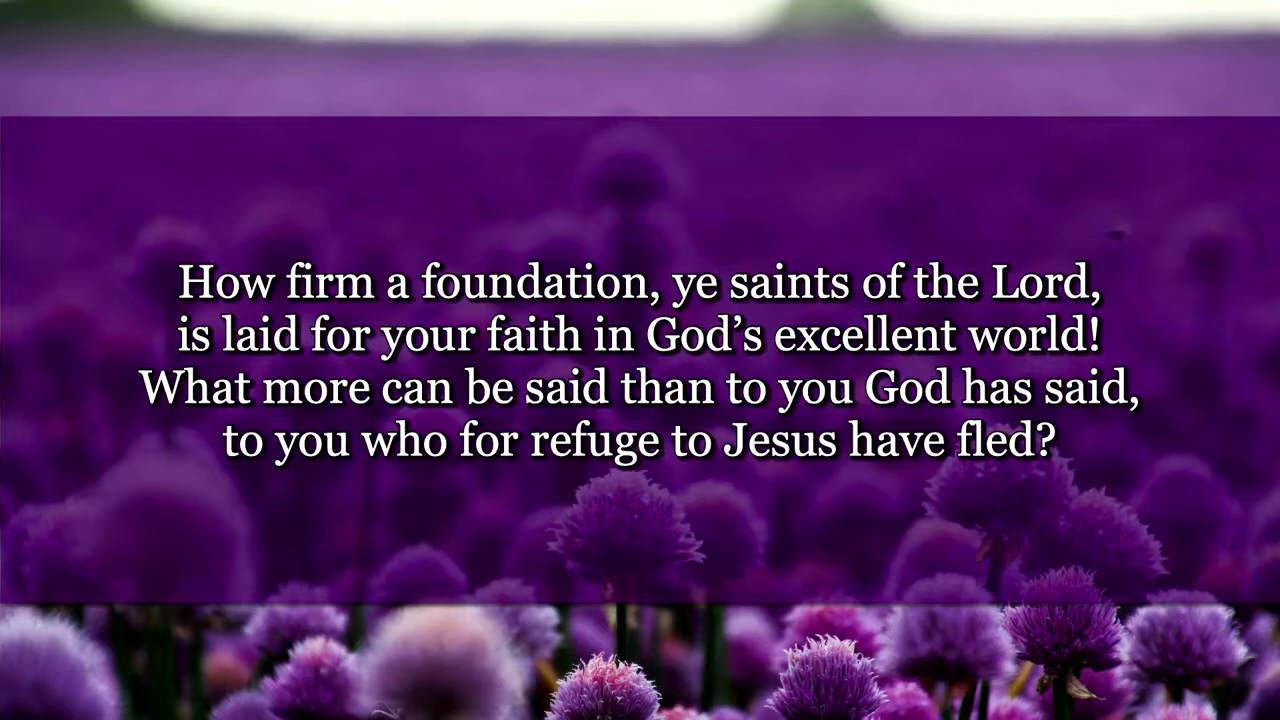 How firm a foundation, ye saints of the Lord,
is laid for your faith in God’s excellent world!
What more can be said than to you God has said,
to you who for refuge to Jesus have fled?